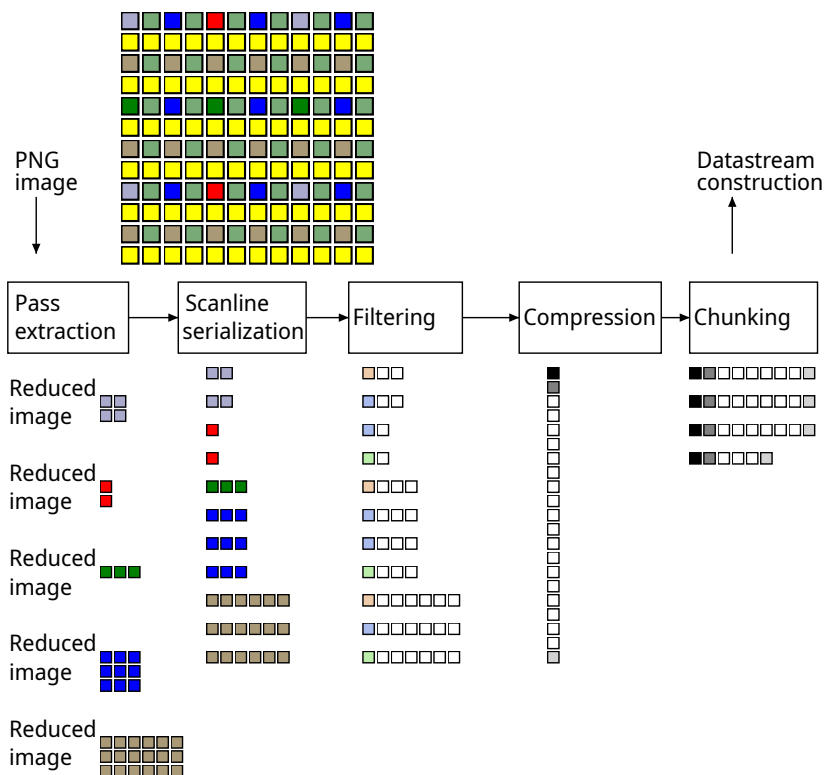 PNG
image
Datastream
construction
Pass
extraction
Scanline
serialization
Filtering
Compression
Chunking
Reduced
image
Reduced
image
Reduced
image
Reduced
image
Reduced
image